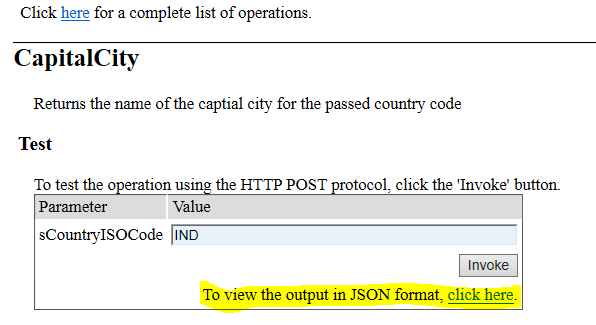 Click here for a complete list of operations.
CapitalCity
Returns the name of the captial city for the passed country code
Test
To test the operation using the HTTP POST protocol, click the 'Invoke' button.
Parameter Value
sCountryISOCode IND
Invoke
To view the output in JSON format, click here.